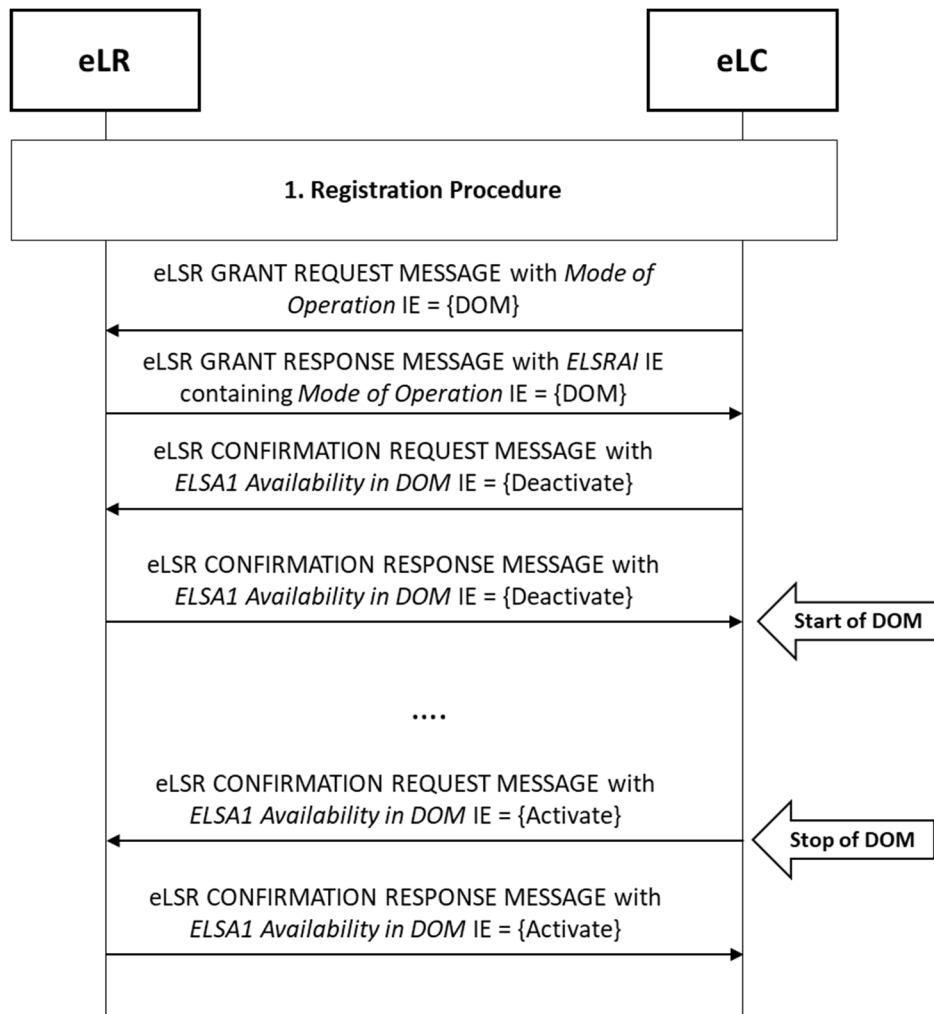 eLR
eLC
1. Registration Procedure
eLSR GRANT REQUEST MESSAGE with Mode of
Operation IE = {DOM}
eLSR GRANT RESPONSE MESSAGE with ELSRAI IE
containing Mode of Operation IE = {DOM}
eLSR CONFIRMATION REQUEST MESSAGE with
ELSA1 Availability in DOM IE = {Deactivate}
eLSR CONFIRMATION RESPONSE MESSAGE with
ELSA1 Availability in DOM IE = {Deactivate}
Start of DOM
....
eLSR CONFIRMATION REQUEST MESSAGE with
ELSA1 Availability in DOM IE = {Activate}
Stop of DOM
eLSR CONFIRMATION RESPONSE MESSAGE with
ELSA1 Availability in DOM IE = {Activate}